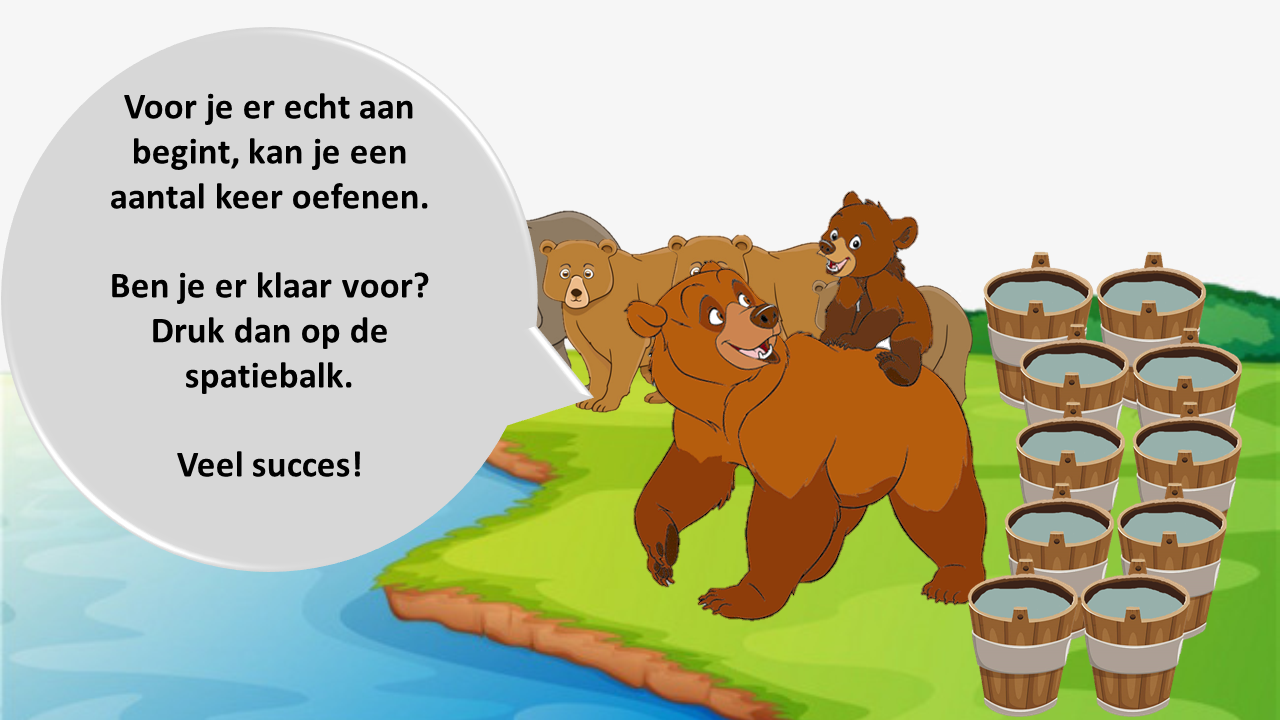 Voor je er echt aan
begint, kan je een
aantal keer oefenen.
Ben je er klaar voor?
Druk dan op de
spatiebalk.
Veel succes!